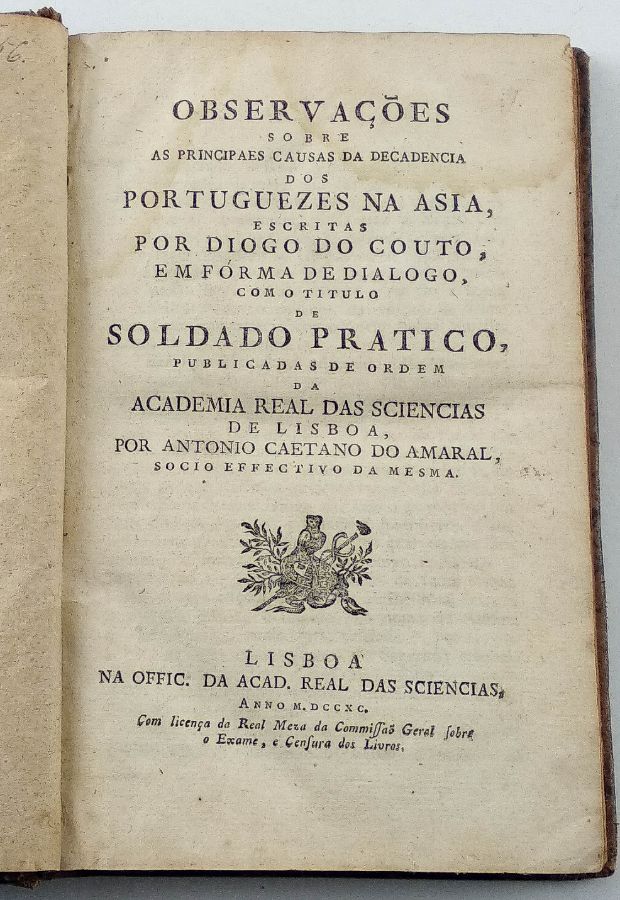 56.
OBSERVAÇÕES
SOBRE
AS PRINCIPAES CAUSAS DA DECADENCIA
DOS
PORTUGUEZES NA ASIA,
ESCRITAS
POR DIOGO DO COUTO,
EM FÓRMA DE DIALOGO,
COM O TITULO
DE
SOLDADO PRATICO,
PUBLICADAS DE ORDEM
DA
ACADEMIA REAL DAS SCIENCIAS
DE LISBOA,
POR ANTONIO CAETANO DO AMARAL,
SOCIO EFFECTIVO DA MESMA.
LISBOA
NA OFFIC. DA ACAD. REAL DAS SCIENCIAS,
ANNO M.DCCXC.
Com licença da Real Meza da Commiſſaõ Geral ſobre
o Exame, e Cenſura dos Livros.